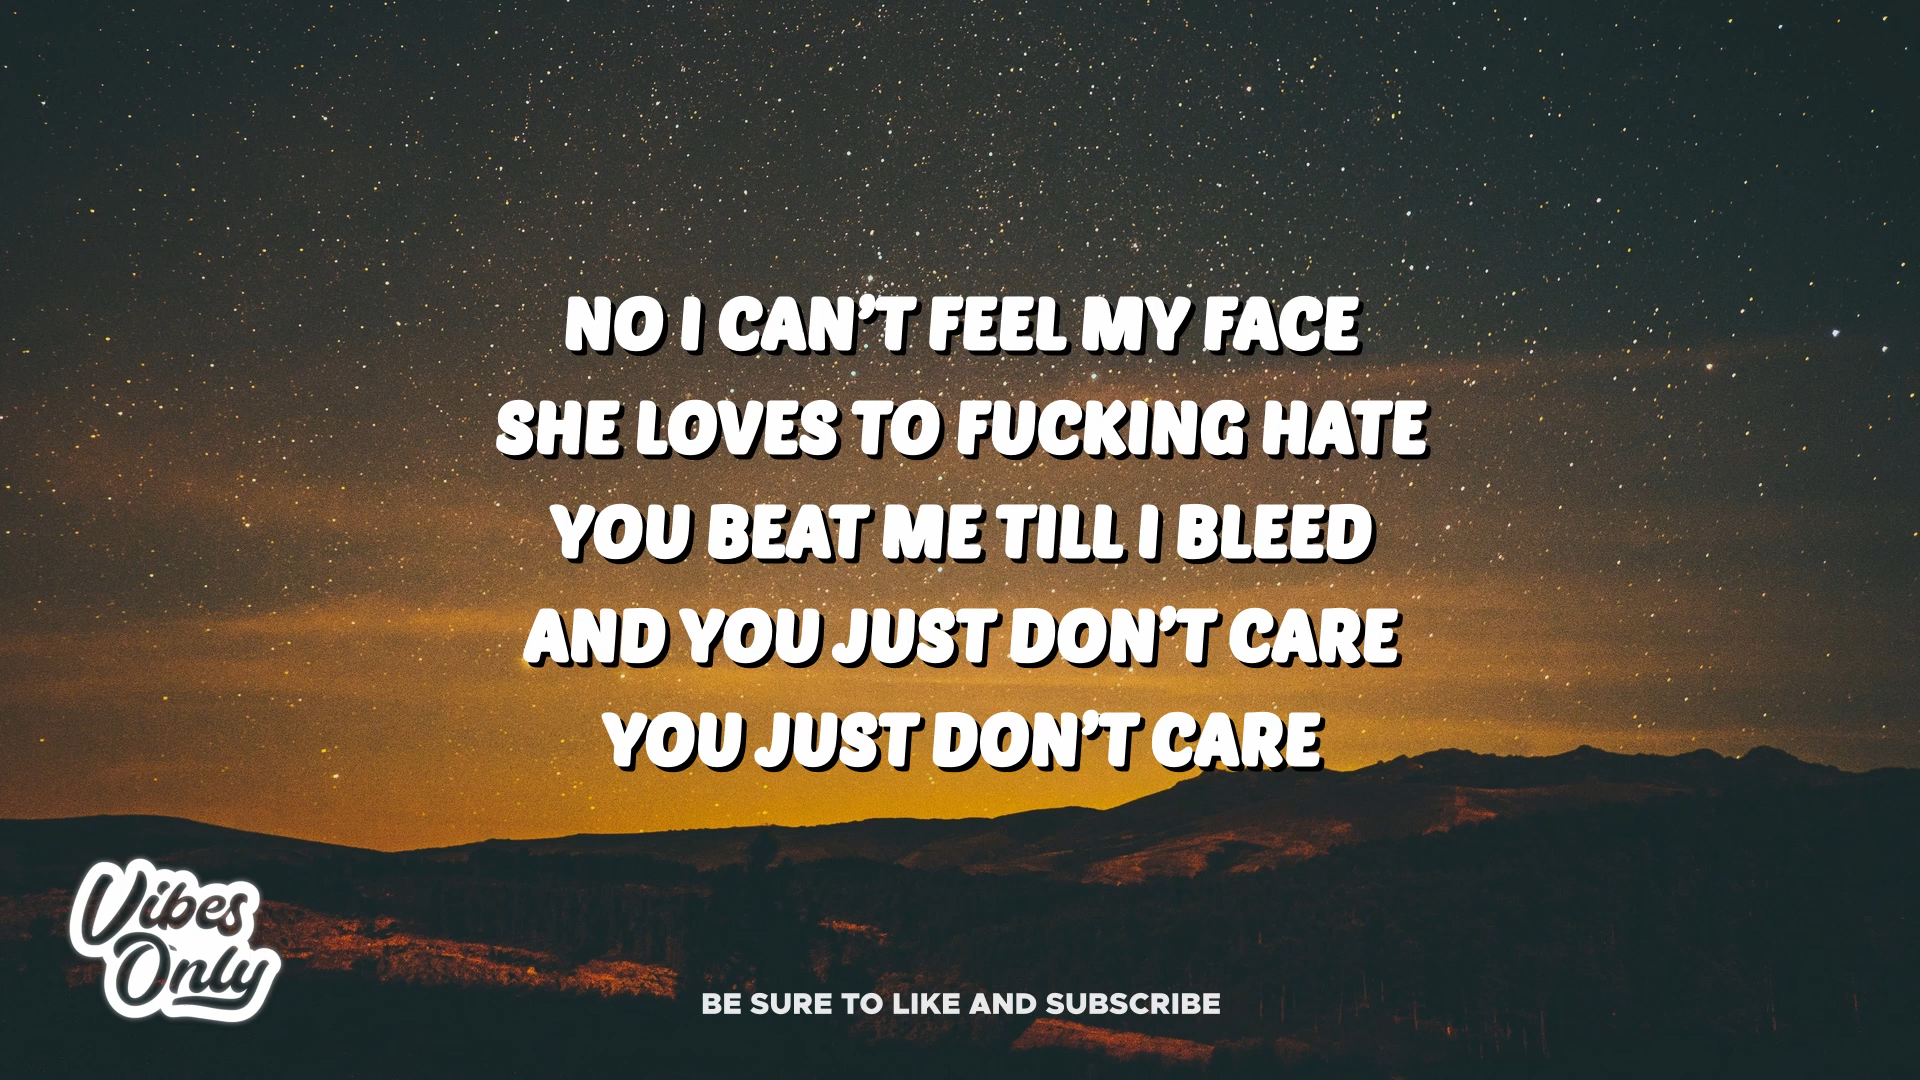 NO I CAN’T FEEL MY FACE
SHE LOVES TO FUCKING HATE
YOU BEAT ME TILL I BLEED
AND YOU JUST DON’T CARE
YOU JUST DON’T CARE
Vibes
Only
BE SURE TO LIKE AND SUBSCRIBE